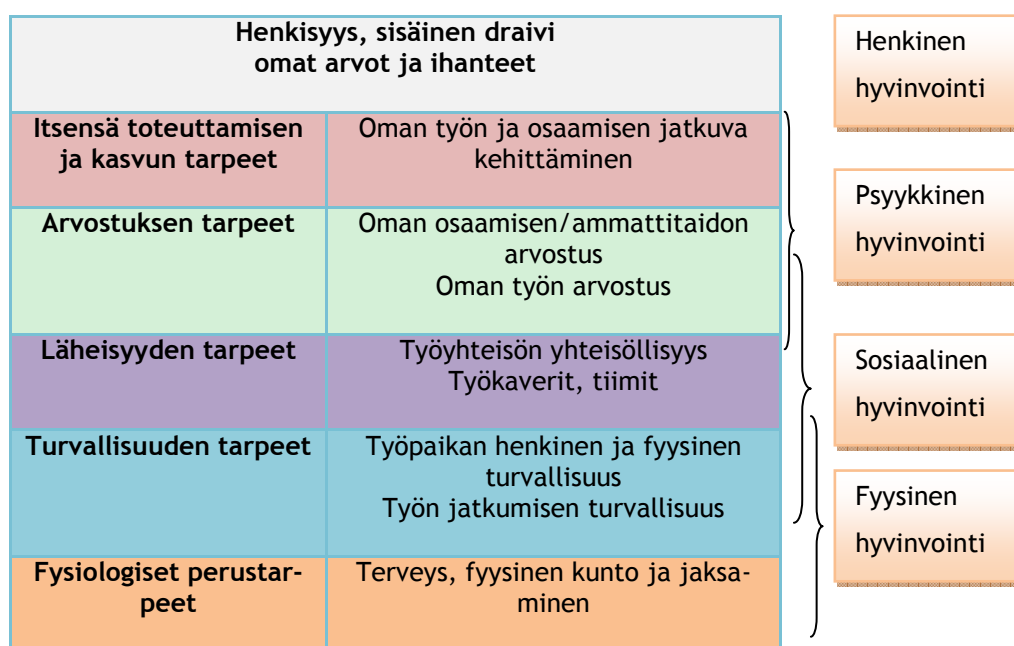 Henkisyys, sisäinen draivi
omat arvot ja ihanteet
Henkinen
hyvinvointi
Itsensä toteuttamisen
ja kasvun tarpeet
Oman työn ja osaamisen jatkuva
kehittäminen
Psyykkinen
hyvinvointi
Arvostuksen tarpeet
Oman osaamisen/ammattitaidon
arvostus
Oman työn arvostus
Läheisyyden tarpeet
Työyhteisön yhteisöllisyys
Työkaverit, tiimit
Sosiaalinen
hyvinvointi
Turvallisuuden tarpeet
Työpaikan henkinen ja fyysinen
turvallisuus
Työn jatkumisen turvallisuus
Fyysinen
hyvinvointi
Fysiologiset perustar-
peet
Terveys, fyysinen kunto ja jaksa-
minen